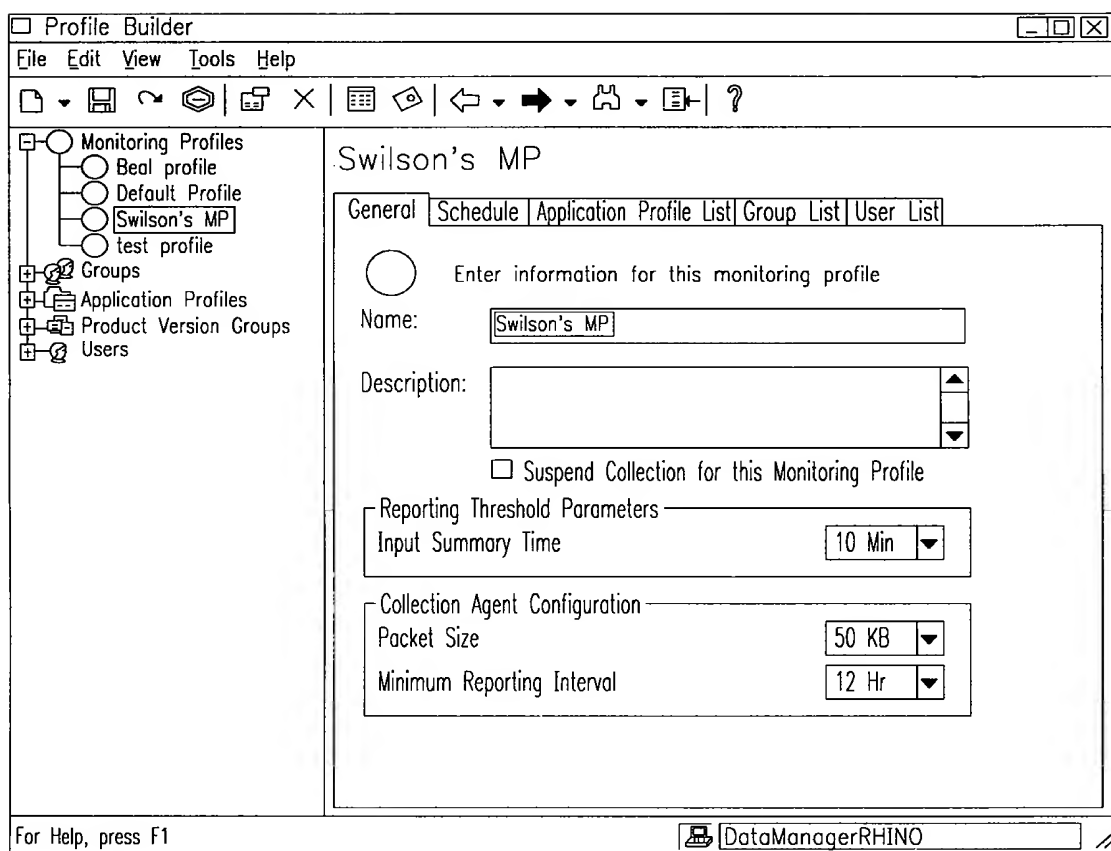 Profile Builder
File Edit View Tools Help
?
Monitoring Profiles
Beal profile
Default Profile
Swilson's MP
test profile
Groups
Application Profiles
Product Version Groups
Users
Swilson's MP
General Schedule Application Profile List Group List User List
Enter information for this monitoring profile
Name: Swilson's MP
Description:
Suspend Collection for this Monitoring Profile
Reporting Threshold Parameters
Input Summary Time 10 Min
Collection Agent Configuration
Packet Size 50 KB
Minimum Reporting Interval 12 Hr
For Help, press F1 DataManagerRHINO